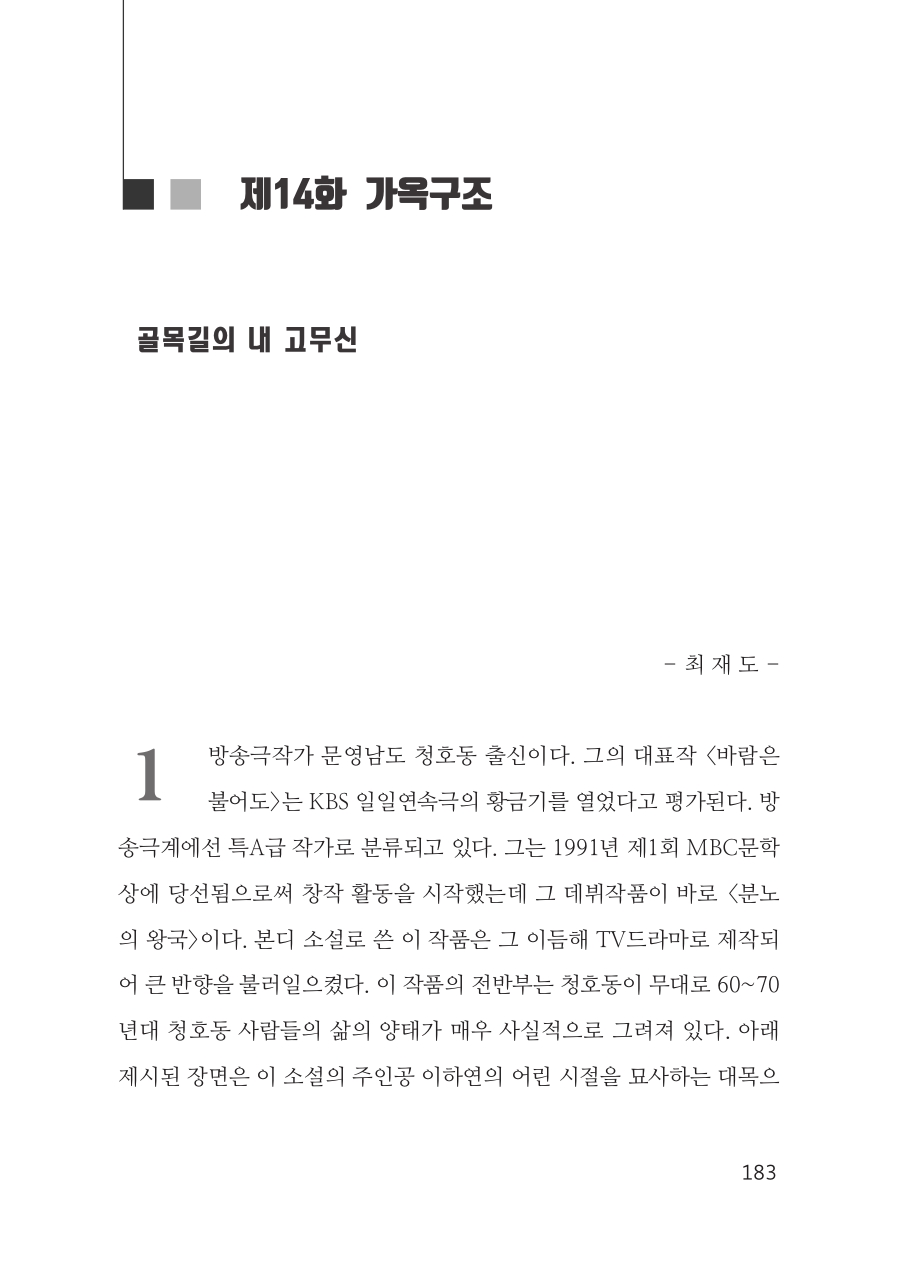 제14화 가옥구조
골목길의 내 고무신
- 최 재 도 -
1
방송극작가 문영남도 청호동 출신이다. 그의 대표작 〈바람은
불어도〉는 KBS 일일연속극의 황금기를 열었다고 평가된다. 방
송극계에선 특A급 작가로 분류되고 있다. 그는 1991년 제1회 MBC문학
상에 당선됨으로써 창작 활동을 시작했는데 그 데뷔작품이 바로 〈분노
의 왕국〉이다. 본디 소설로 쓴 이 작품은 그 이듬해 TV드라마로 제작되
어 큰 반향을 불러일으켰다. 이 작품의 전반부는 청호동이 무대로 60~70
년대 청호동 사람들의 삶의 양태가 매우 사실적으로 그려져 있다. 아래
제시된 장면은 이 소설의 주인공 이하연의 어린 시절을 묘사하는 대목으
183